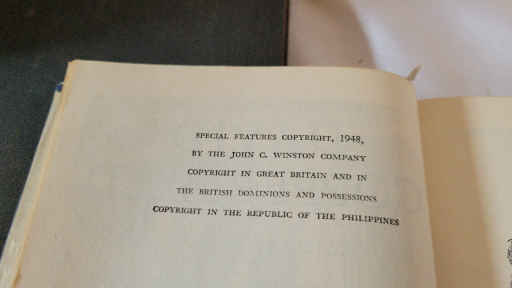 SPECIAL FEATURES COPYRIGHT, 1948,
BY THE JOHN C. WINSTON COMPANY
COPYRIGHT IN GREAT BRITAIN AND IN
THE BRITISH DOMINIONS AND POSSESSIONS
COPYRIGHT IN THE REPUBLIC OF THE PHILIPPINES